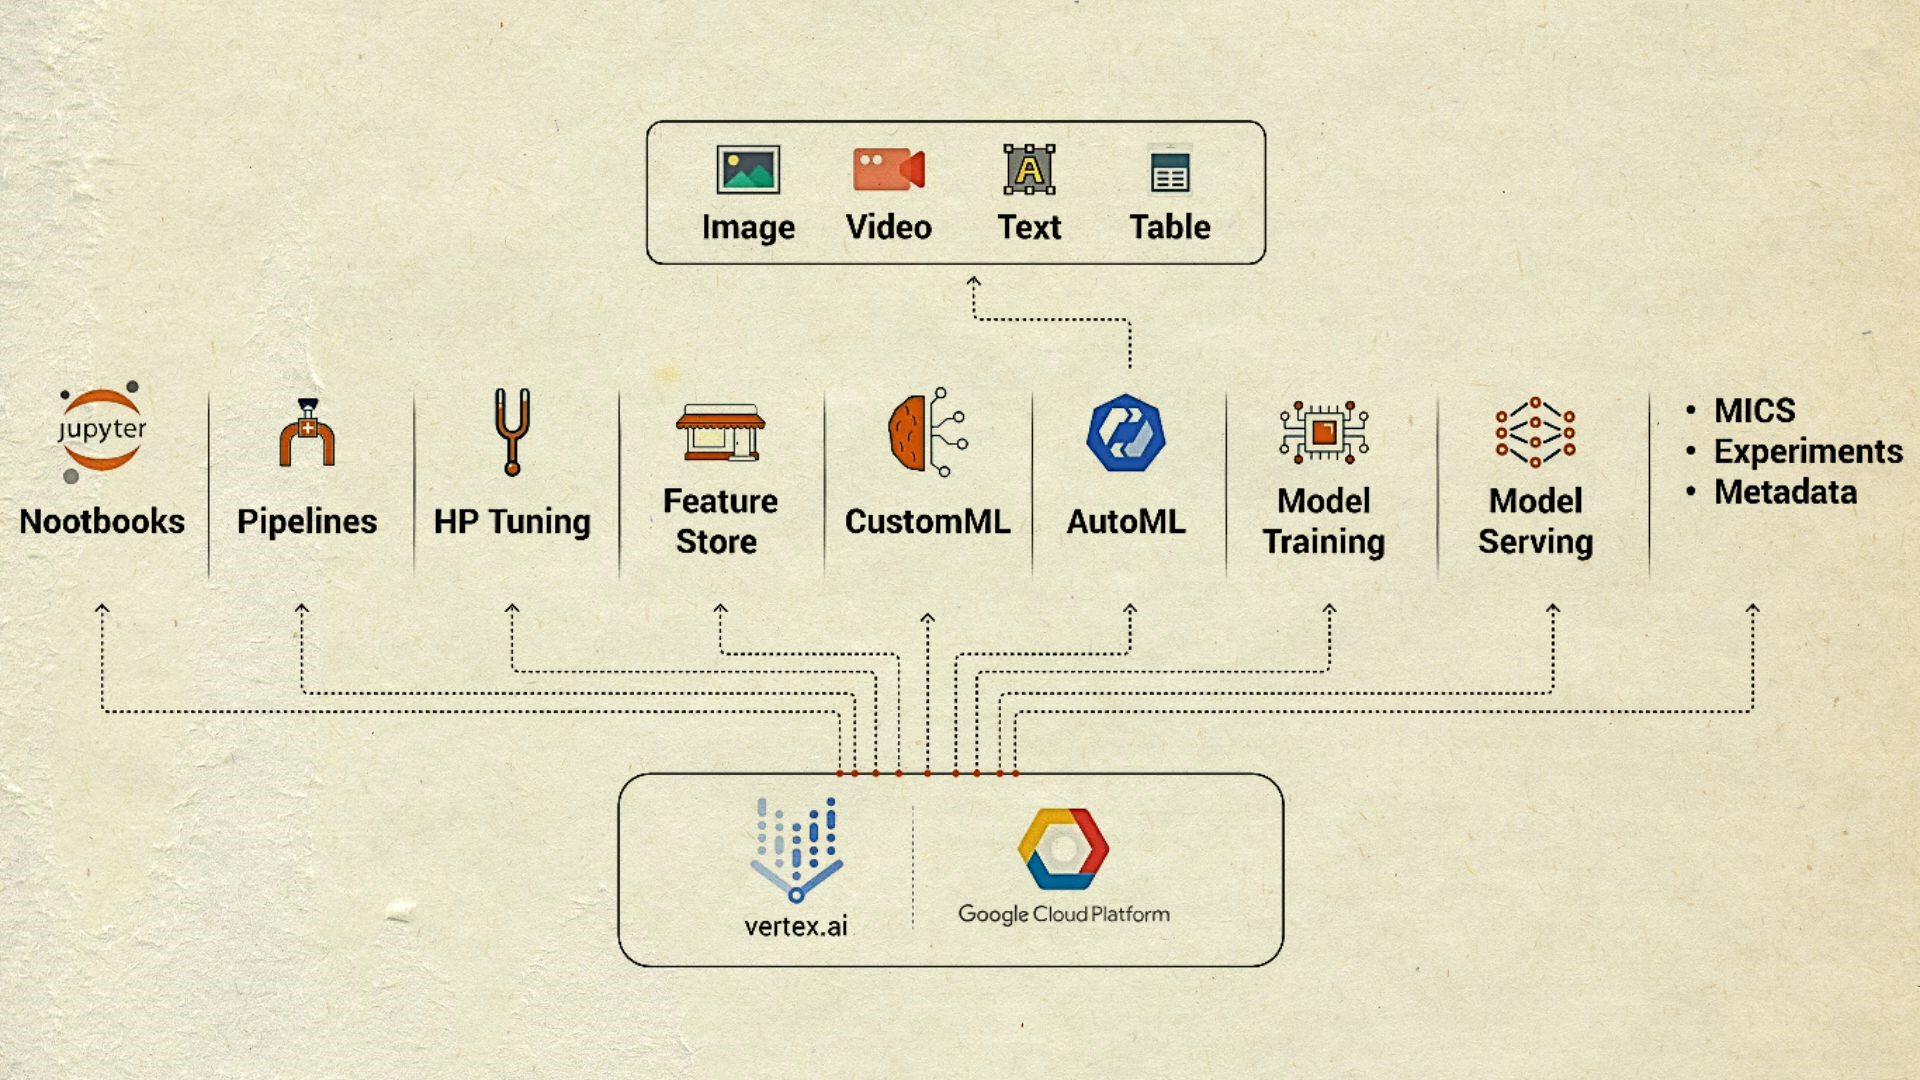 Image
Video
Text
Table
jupyter
Nootbooks
Pipelines
HP Tuning
Feature
Store
CustomML
AutoML
Model
Training
Model
Serving
• MICS
• Experiments
• Metadata
A
vertex.ai
Google Cloud Platform